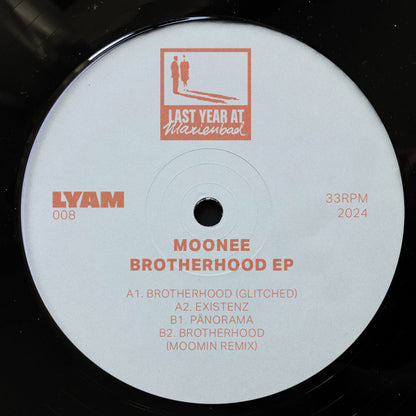 LAST YEAR AT
Marienbad
LYAM
008
33RPM
2024
MOONEE
BROTHERHOOD EP
A1. BROTHERHOOD (GLITCHED)
A2. EXISTENZ
B1. PÂNORAMA
B2. BROTHERHOOD
(MOOMIN REMIX)